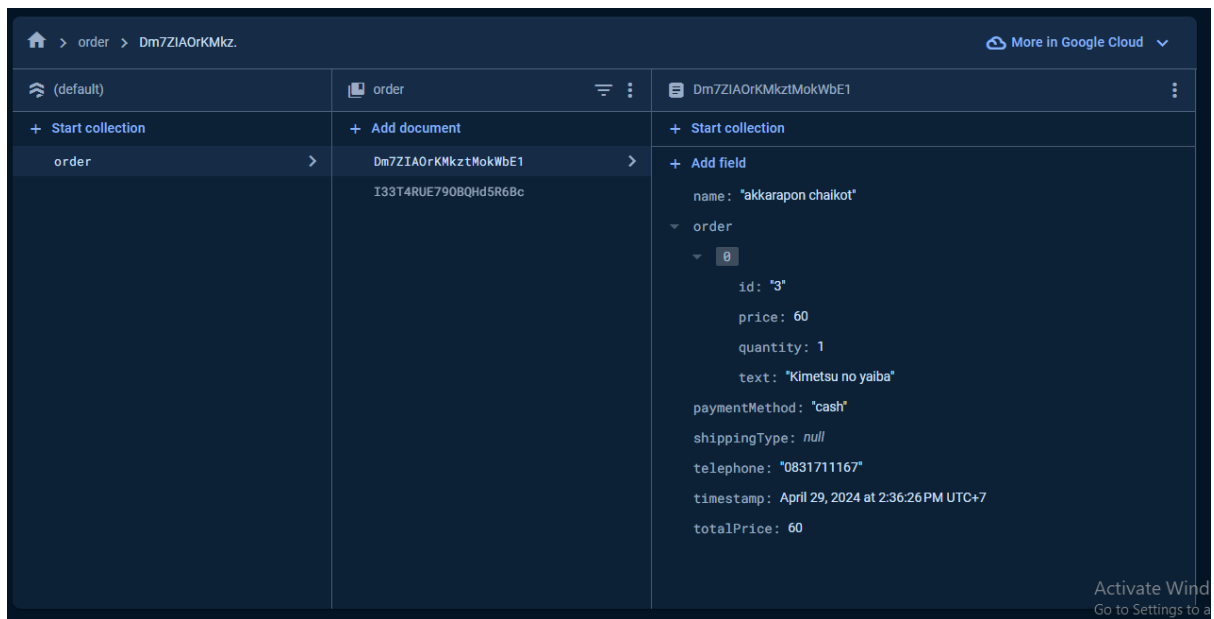 order
Dm7ZIAOrKMkz.
More in Google Cloud
(default)
order
Dm7ZIAOrKMkztMokWbE1
+ Start collection
+ Add document
+ Start collection
order
Dm7ZIAOrKMkztMokWbE1
I33T4RUE79OBQHd5R6Bc
+ Add field
name: "akkarapon chaikot"
order
0
id: "3"
price: 60
quantity: 1
text: "Kimetsu no yaiba"
paymentMethod: "cash"
shippingType: null
telephone: "0831711167"
timestamp: April 29, 2024 at 2:36:26 PM UTC+7
totalPrice: 60
Activate Wind
Go to Settings to a